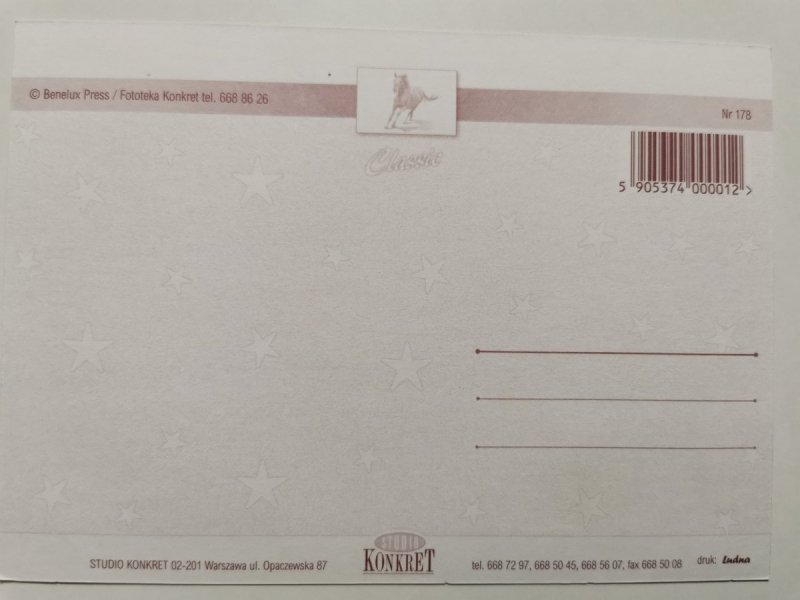 © Benelux Press / Fototeka Konkret tel. 668 86 26
Nr 178
Classic
5 905374 000012 >
STUDIO
KONKRET
STUDIO KONKRET 02-201 Warszawa ul. Opaczewska 87
tel. 668 72 97, 668 50 45, 668 56 07, fax 668 50 08
druk: Ludna